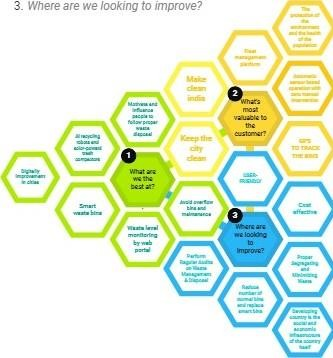 3. Where are we looking to improve?
The
protection of
the
environment and
the health
of the
population
Fleet
management
platform
Automatic
sensor based
operation with
zero manual
intervention
Make
clean
india
2
What's
most
valuable to
the
customer?
Motivate and
influence
people to
follow proper
waste
disposal
AI recycling
robots and
solar-powered
trash
compactors
Keep the
city
clean
GPS
TO TRACK
THE BINS
1
What are
we the
best at?
Digitally
improvement
in cities
USER-
FRIENDLY
Smart
waste bins
Avoid overflow
bins and
maintenance
Cost
effective
3
Where are
we looking
to
improve?
Waste level
monitoring
by web
portal
Perform
Regular Audits
on Waste
Management
& Disposal
Proper
Segregating
and
Minimizing
Waste
Reduce
number of
normal bins
and replace
smart bins
Developing
country is the
social and
economic
infrastructure
of the country
itself